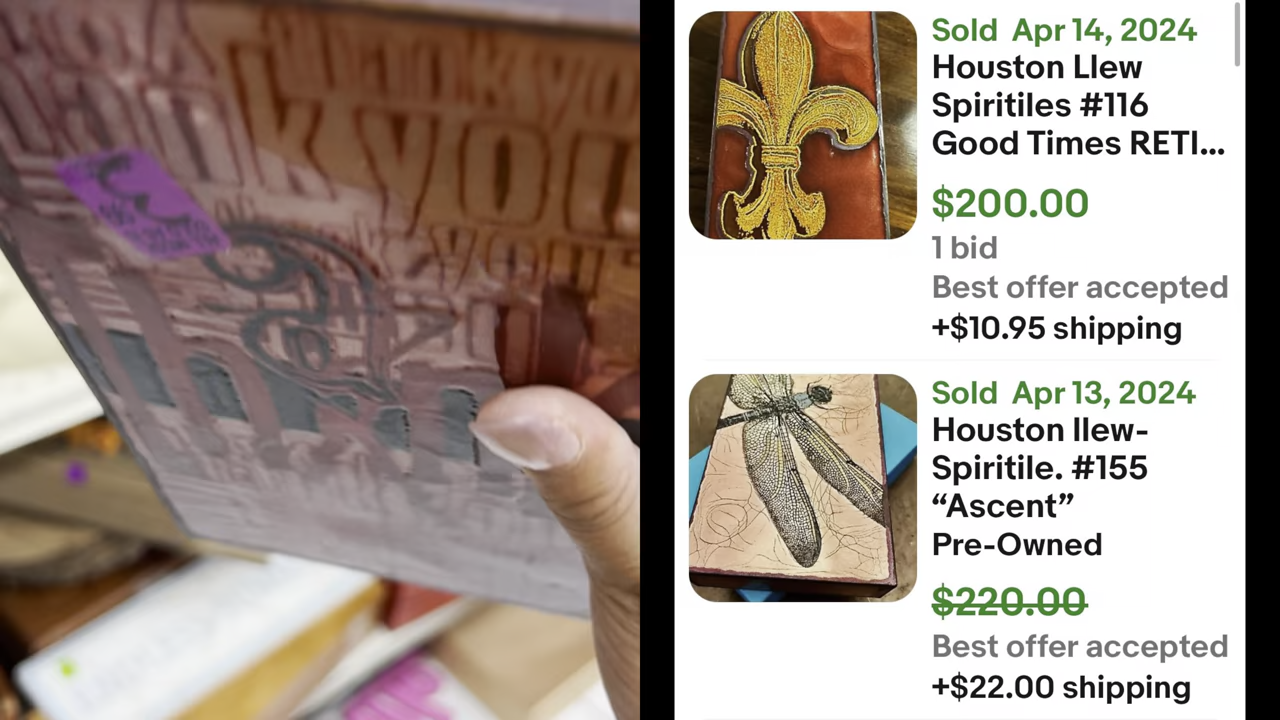 YOU
Sold Apr 14, 2024
Houston Llew
Spiritiles #116
Good Times RETI...
$200.00
1 bid
Best offer accepted
+$10.95 shipping
Sold Apr 13, 2024
Houston llew-
Spiritile. #155
“Ascent”
Pre-Owned
$220.00
Best offer accepted
+$22.00 shipping